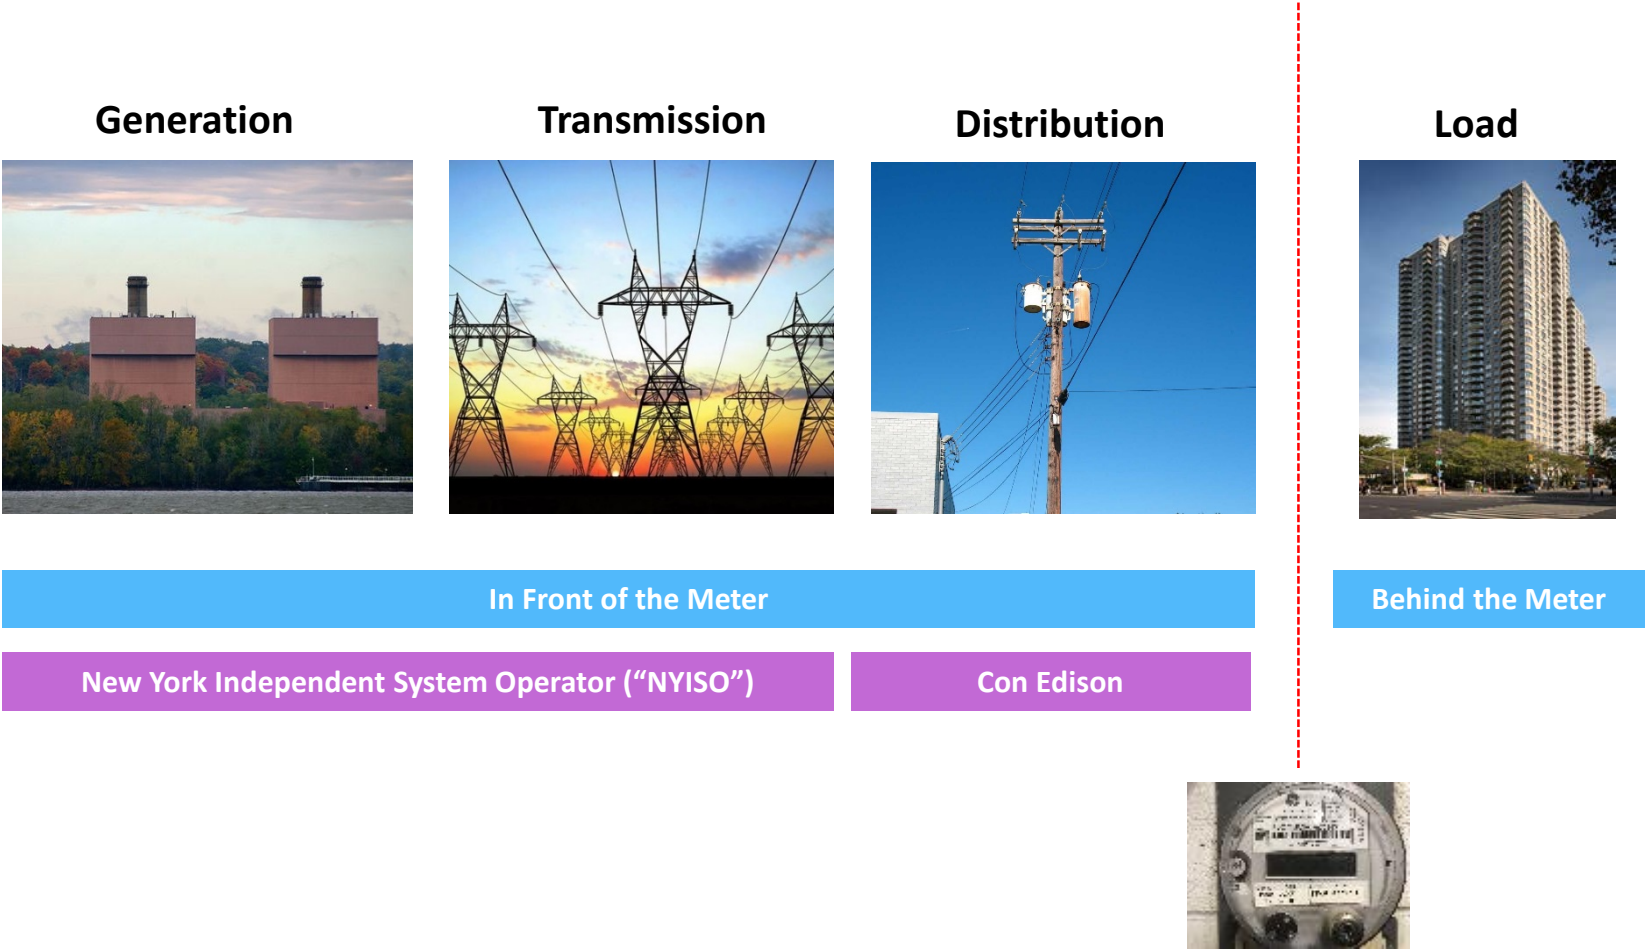 Generation
Transmission
Distribution
Load
In Front of the Meter
Behind the Meter
New York Independent System Operator (“NYISO”)
Con Edison